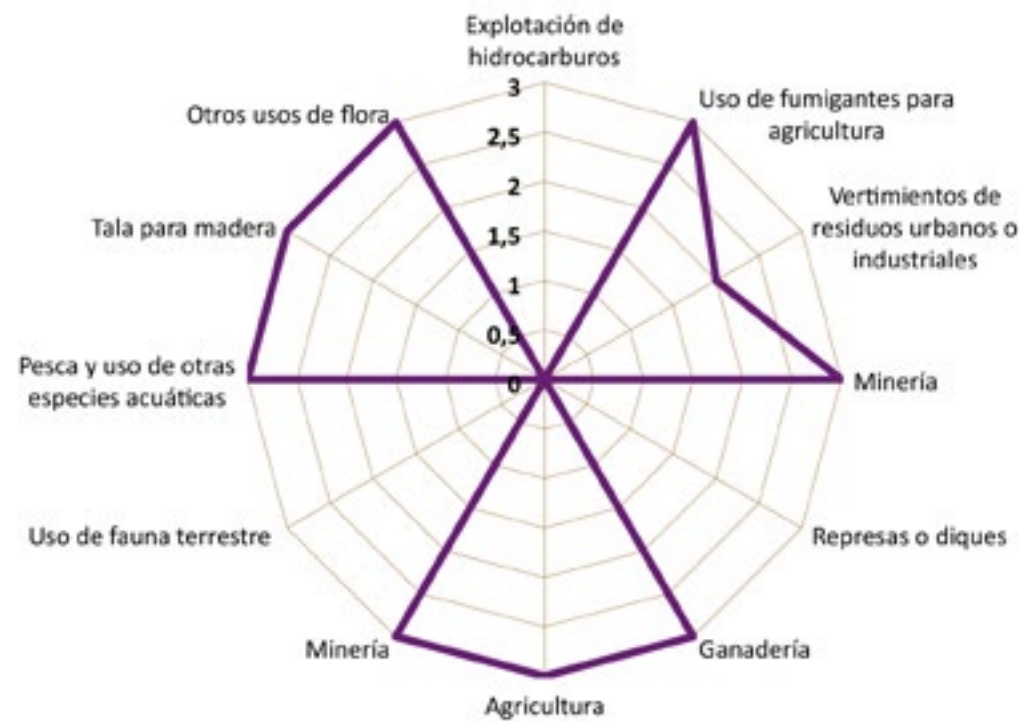 Explotación de
hidrocarburos
Uso de fumigantes para
agricultura
Vertimientos de
residuos urbanos o
industriales
Minería
Represas o diques
Ganadería
Agricultura
Minería
Uso de fauna terrestre
Pesca y uso de otras
especies acuáticas
Tala para madera
Otros usos de flora
3
2,5
2
1,5
1
0,5
0